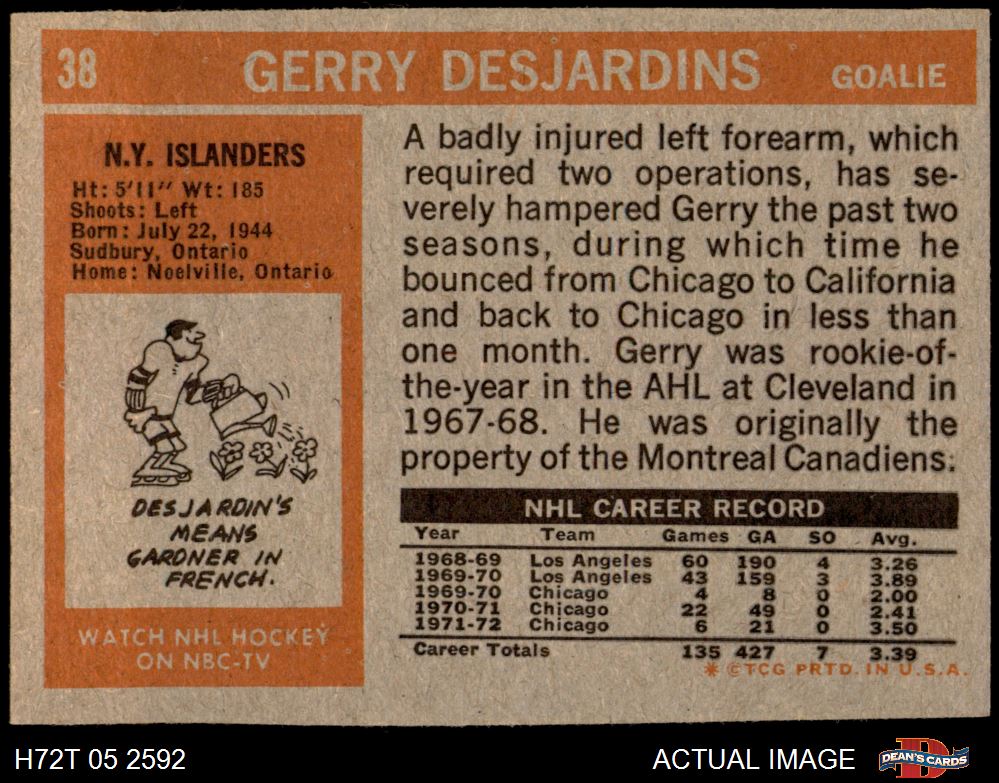 38 GERRY DESJARDINS GOALIE
N.Y. ISLANDERS
Ht: 5'11" Wt: 185
Shoots: Left
Born: July 22, 1944
Sudbury, Ontario
Home: Noelville, Ontario
DESJARDIN'S
MEANS
GARDNER IN
FRENCH.
WATCH NHL HOCKEY
ON NBC-TV
A badly injured left forearm, which
required two operations, has se-
verely hampered Gerry the past two
seasons, during which time he
bounced from Chicago to California
and back to Chicago in less than
one month. Gerry was rookie-of-
the-year in the AHL at Cleveland in
1967-68. He was originally the
property of the Montreal Canadiens.
NHL CAREER RECORD
Year Team Games GA SO Avg.
1968-69 Los Angeles 60 190 4 3.26
1969-70 Los Angeles 43 159 3 3.89
1969-70 Chicago 4 8 0 2.00
1970-71 Chicago 22 49 0 2.41
1971-72 Chicago 6 21 0 3.50
Career Totals 135 427 7 3.39
* ©TCG PRTD. IN U.S.A.
H72T 05 2592 ACTUAL IMAGE DEAN'S CARDS